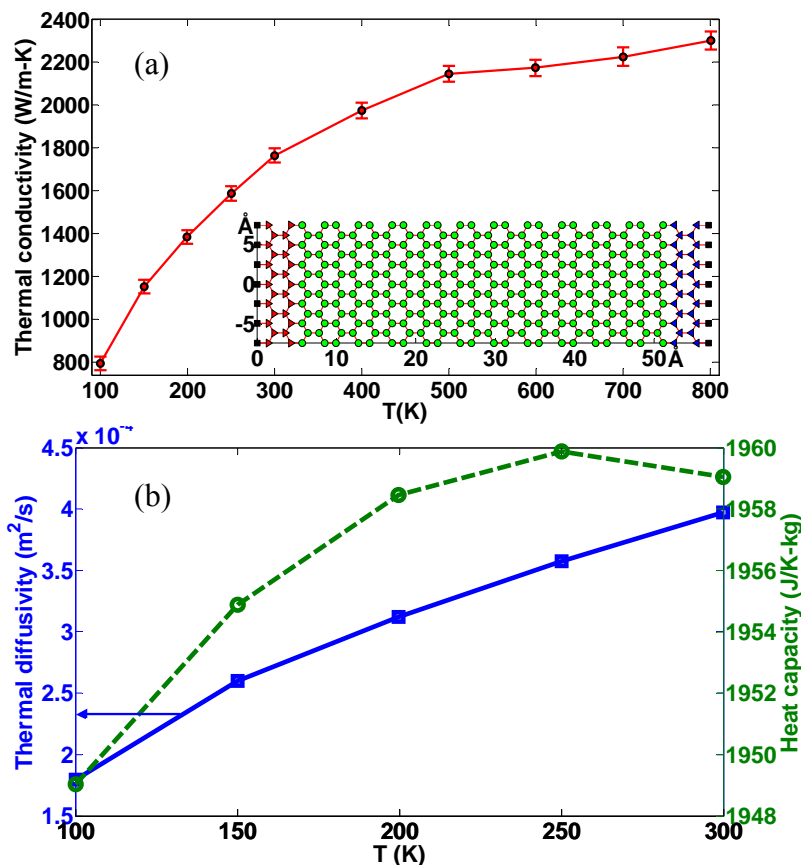 (a)
Thermal conductivity (W/m-K)
2400
2200
2000
1800
1600
1400
1200
1000
800
100 200 300 400 500 600 700 800
T(K)
Å
5
0
-5
0 10 20 30 40 50 Å
(b)
Thermal diffusivity (m²/s)
4.5
4
3.5
3
2.5
2
1.5
100 150 200 250 300
T (K)
Heat capacity (J/K-kg)
1960
1958
1956
1954
1952
1950
1948